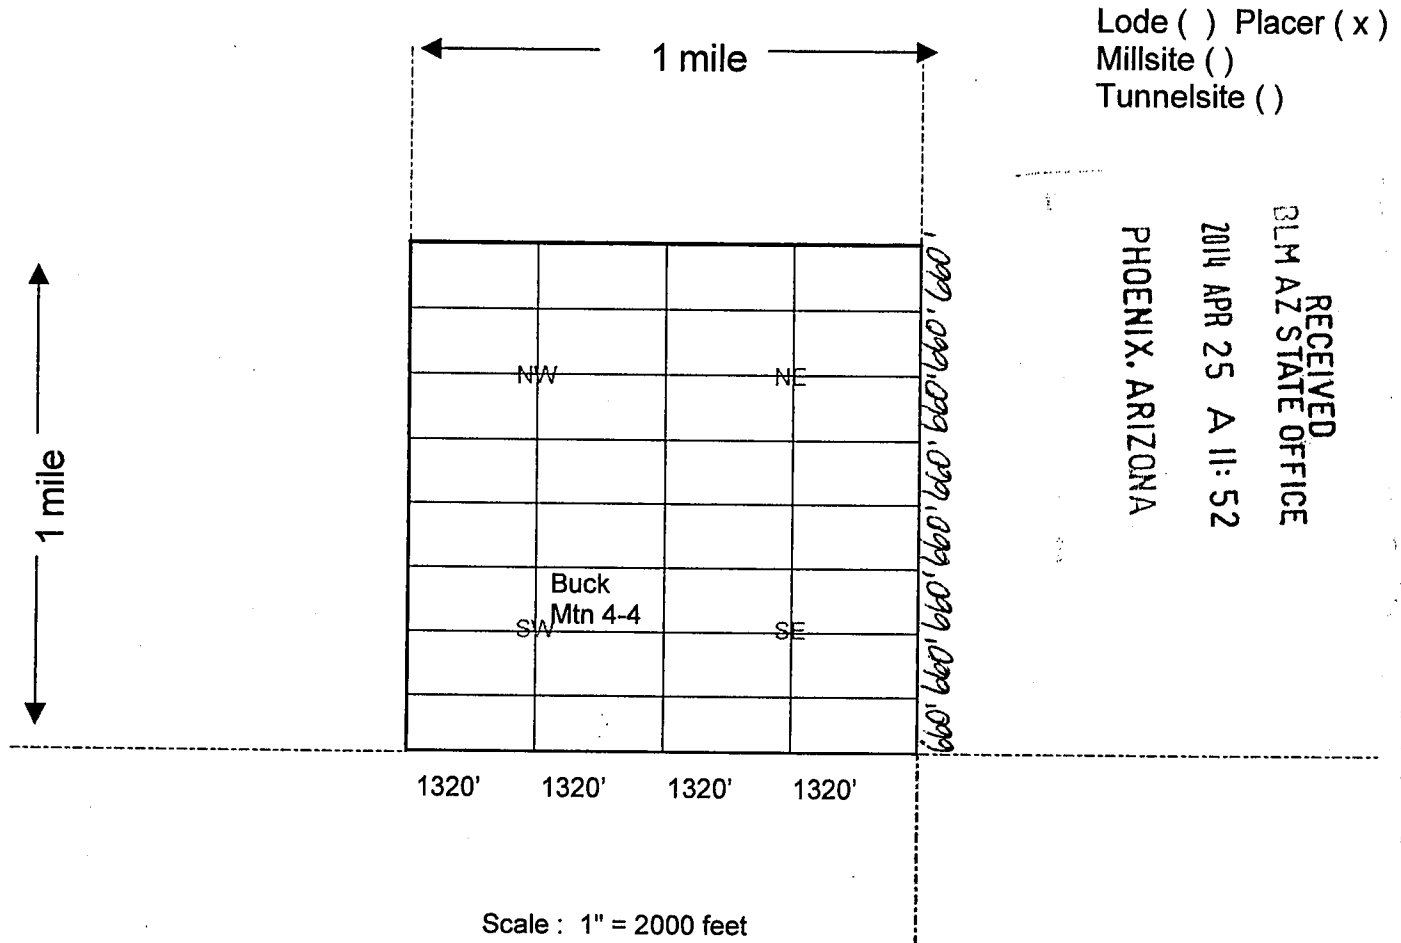 Lode ( ) Placer ( x )
Millsite ( )
Tunnelsite ( )
1 mile
1 mile
RECEIVED
BLM AZ STATE OFFICE
2014 APR 25 A 11: 52
PHOENIX, ARIZONA
NW
NE
Buck
Mtn 4-4
SW
SE
660'
660'
660'
660'
660'
660'
660'
660'
1320' 1320' 1320' 1320'
Scale : 1" = 2000 feet